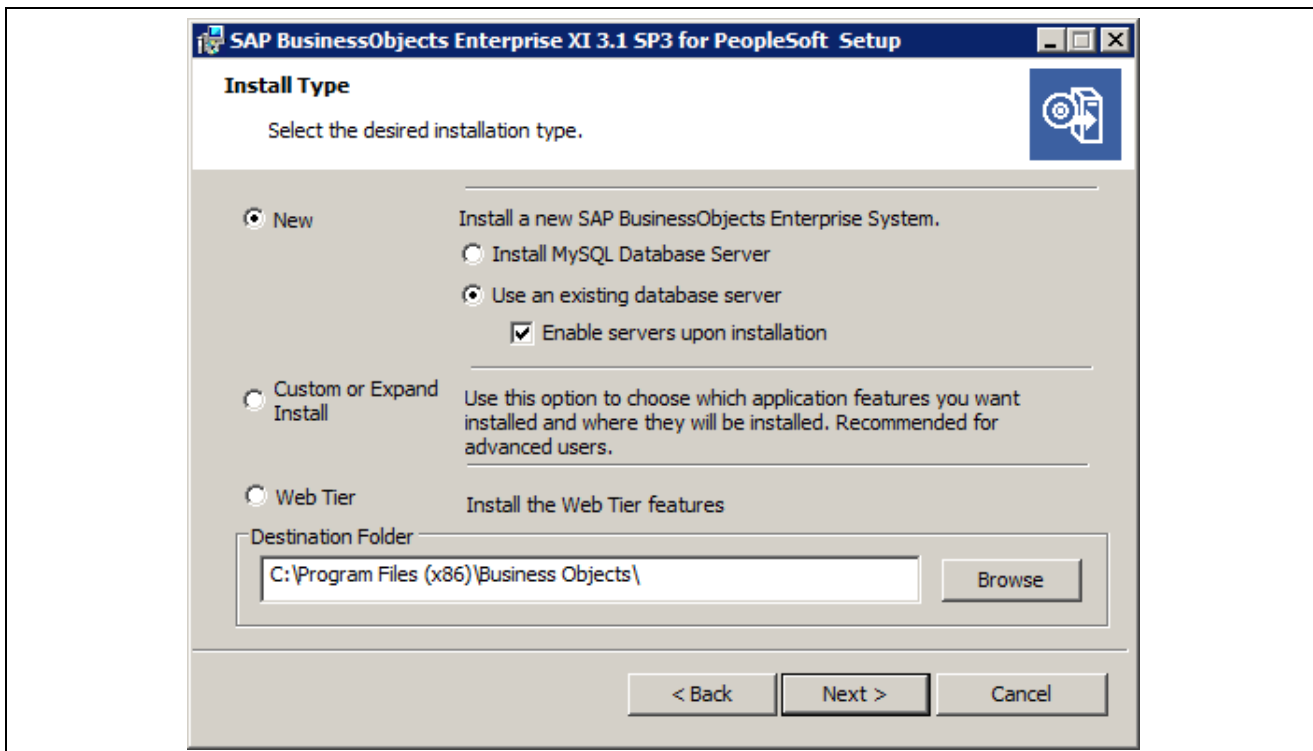 SAP BusinessObjects Enterprise XI 3.1 SP3 for PeopleSoft Setup
Install Type
Select the desired installation type.
New
Install a new SAP BusinessObjects Enterprise System.
Install MySQL Database Server
Use an existing database server
Enable servers upon installation
Custom or Expand
Install
Use this option to choose which application features you want
installed and where they will be installed. Recommended for
advanced users.
Web Tier
Install the Web Tier features
Destination Folder
C:\Program Files (x86)\Business Objects\
Browse
< Back
Next >
Cancel